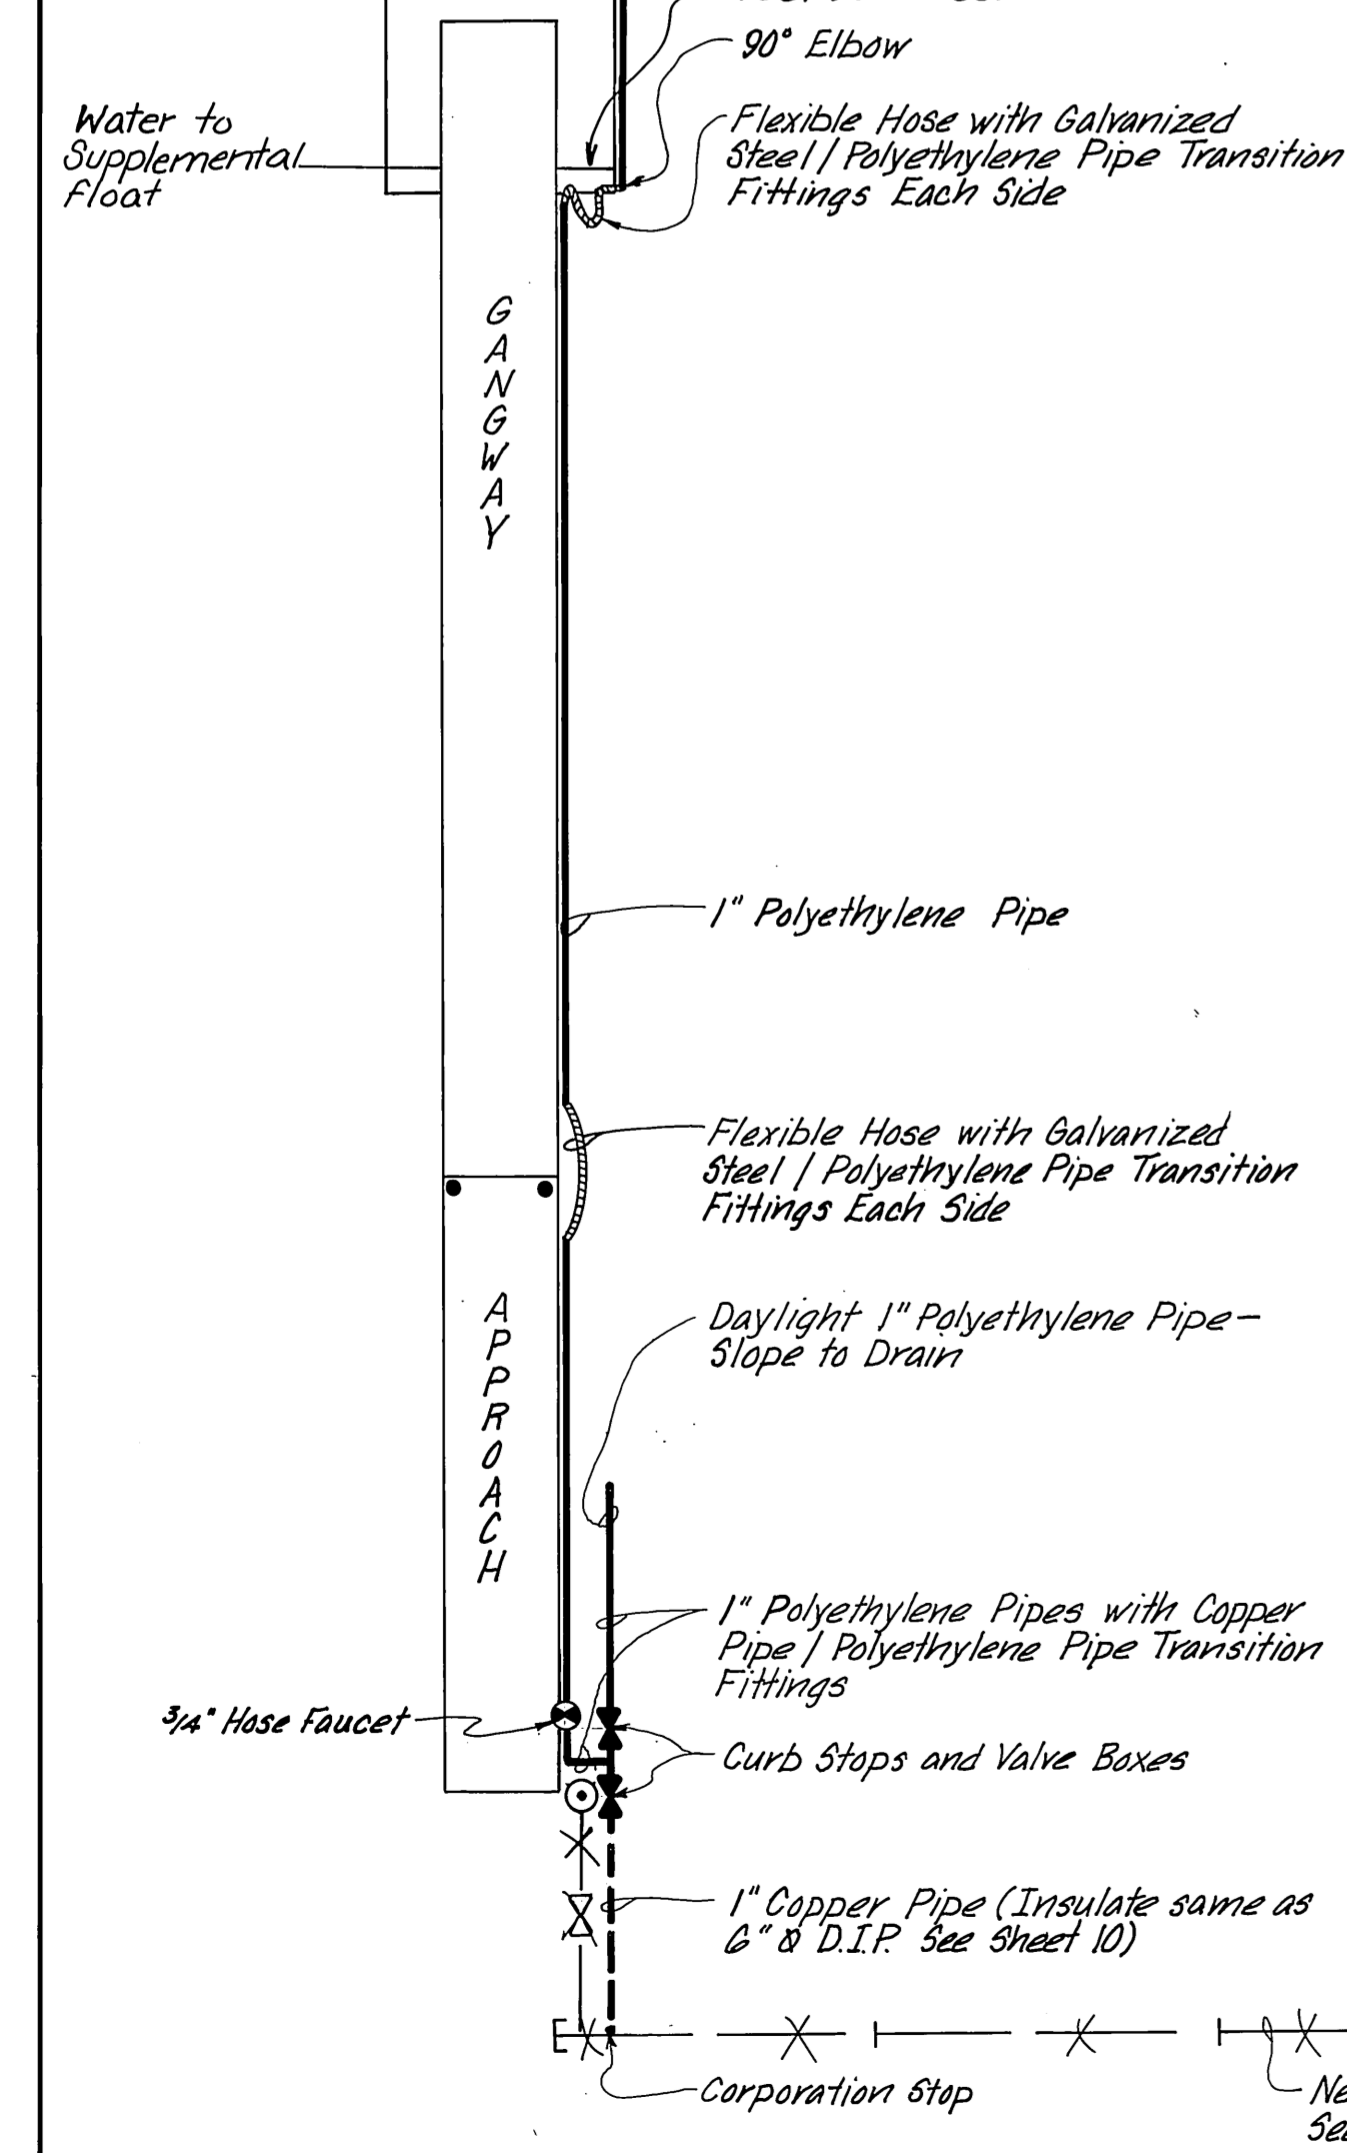 90° Elbow
Water to
Supplemental
Float
Flexible Hose with Galvanized
Steel / Polyethylene Pipe Transition
Fittings Each Side
GANGWAY
1" Polyethylene Pipe
Flexible Hose with Galvanized
Steel / Polyethylene Pipe Transition
Fittings Each Side
APPROACH
Daylight 1" Polyethylene Pipe-
Slope to Drain
1" Polyethylene Pipes with Copper
Pipe / Polyethylene Pipe Transition
Fittings
3/4" Hose Faucet
Curb Stops and Valve Boxes
1" Copper Pipe (Insulate same as
6" Ø D.I.P. See Sheet 10)
E
Corporation Stop